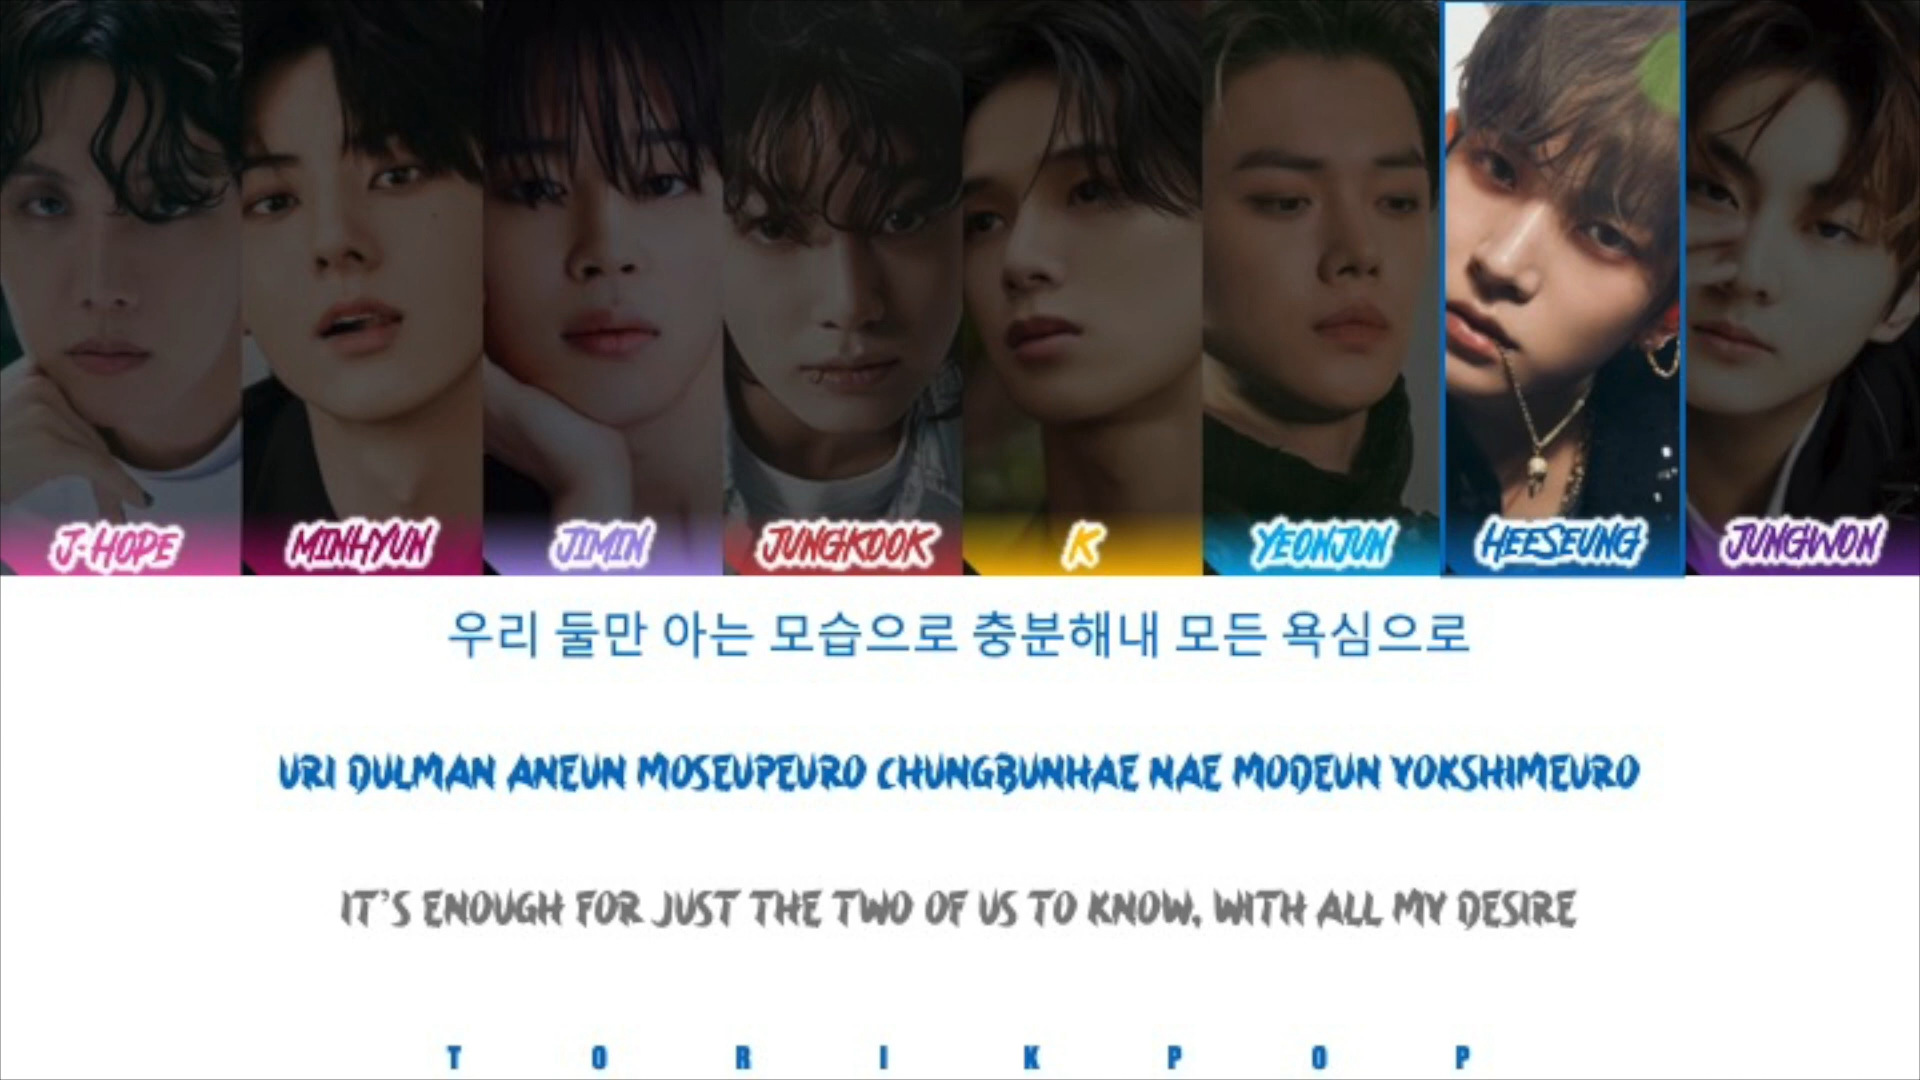 J-HOPE MINHYUN JIMIN JUNGKOOK K YEONJUN HEESEUNG JUNGWON
우리 둘만 아는 모습으로 충분해내 모든 욕심으로
URI DULMAN ANEUN MOSEUPEURO CHUNGBUNHAE NAE MODEUN YOKSHIMEURO
IT'S ENOUGH FOR JUST THE TWO OF US TO KNOW, WITH ALL MY DESIRE
T O R I K P O P